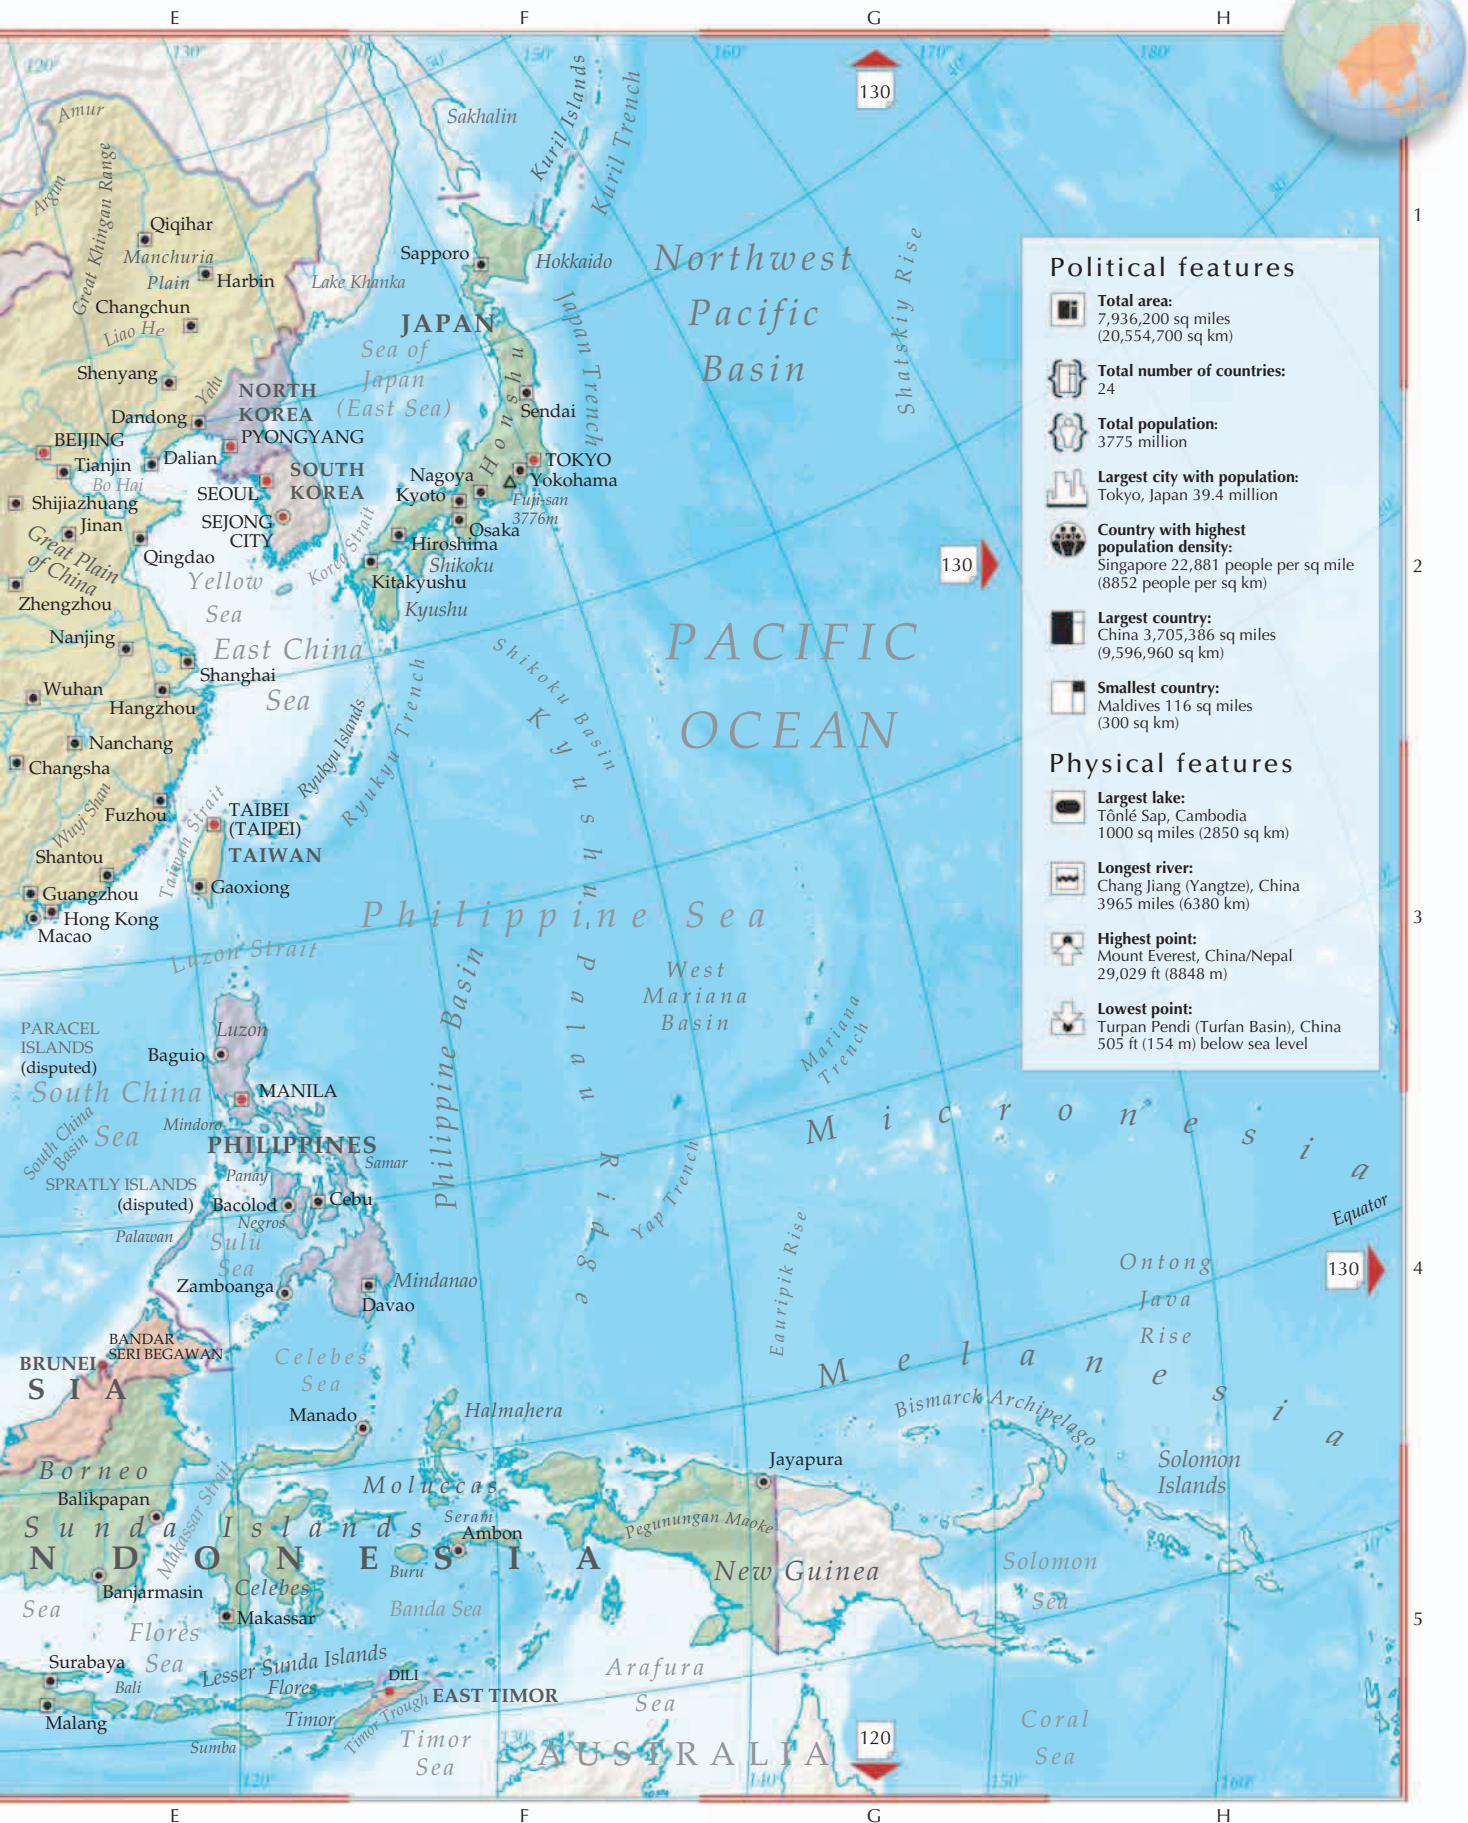 E
F
G
H
120°
130°
140°
50°
150°
160°
170°
40°
180°
130
Amur
Sakhalin
Kuril Islands
Kuril Trench
Argun
Great Khingan Range
1
Qiqihar
Manchuria
Plain
Harbin
Lake Khanka
Changchun
Liao He
Sapporo
Hokkaido
Northwest
Pacific
Basin
Shatskiy Rise
JAPAN
Sea of
Japan
(East Sea)
Japan Trench
Honshu
Shenyang
Yalu
NORTH
KOREA
Dandong
PYONGYANG
Sendai
BEIJING
Tianjin
Dalian
Bo Hai
SOUTH
KOREA
SEOUL
TOKYO
Yokohama
Nagoya
Kyoto
Fuji-san
3776m
Shijiazhuang
Jinan
SEJONG
CITY
Osaka
Hiroshima
Korea Strait
Shikoku
Great Plain
of China
Qingdao
130
2
Zhengzhou
Yellow
Sea
Kitakyushu
Kyushu
Nanjing
East China
Sea
Shanghai
Wuhan
Hangzhou
PACIFIC
OCEAN
Shikoku Basin
Kyushu-Palau Ridge
Ryukyu Islands
Ryukyu Trench
Nanchang
Changsha
Wuyi Shan
Fuzhou
Taiwan Strait
TAIBEI
(TAIPEI)
TAIWAN
Shantou
Guangzhou
Gaoxiong
Hong Kong
Macao
Philippine Sea
3
Luzon Strait
Philippine Basin
West
Mariana
Basin
Mariana
Trench
PARACEL
ISLANDS
(disputed)
Luzon
Baguio
South China
Sea
MANILA
South China
Basin
Mindoro
PHILIPPINES
Samar
Micronesia
SPRATLY ISLANDS
(disputed)
Panay
Bacolod
Cebu
Negros
Palawan
Sulu
Sea
Yap Trench
Equator
Eauripik Rise
Zamboanga
Mindanao
Davao
Ontong
Java
Rise
130
4
BANDAR
SERI BEGAWAN
BRUNEI
SIA
Celebes
Sea
Melanesia
Manado
Halmahera
Bismarck Archipelago
Borneo
Moluccas
Jayapura
Solomon
Islands
Balikpapan
Makassar Strait
Sunda Islands
Seram
Ambon
Pegunungan Maoke
NDONESIA
Buru
New Guinea
Solomon
Sea
Banjarmasin
Celebes
Sea
Makassar
Banda Sea
5
Flores
Sea
Surabaya
Lesser Sunda Islands
Bali
Flores
DILI
EAST TIMOR
Arafura
Sea
Malang
Timor
Timor Trough
Sumba
Timor
Sea
AUSTRALIA
120
Coral
Sea
120°
130°
140°
150°
160°
E
F
G
H
Political features
Total area:
7,936,200 sq miles
(20,554,700 sq km)
Total number of countries:
24
Total population:
3775 million
Largest city with population:
Tokyo, Japan 39.4 million
Country with highest
population density:
Singapore 22,881 people per sq mile
(8852 people per sq km)
Largest country:
China 3,705,386 sq miles
(9,596,960 sq km)
Smallest country:
Maldives 116 sq miles
(300 sq km)
Physical features
Largest lake:
Tônlé Sap, Cambodia
1000 sq miles (2850 sq km)
Longest river:
Chang Jiang (Yangtze), China
3965 miles (6380 km)
Highest point:
Mount Everest, China/Nepal
29,029 ft (8848 m)
Lowest point:
Turpan Pendi (Turfan Basin), China
505 ft (154 m) below sea level